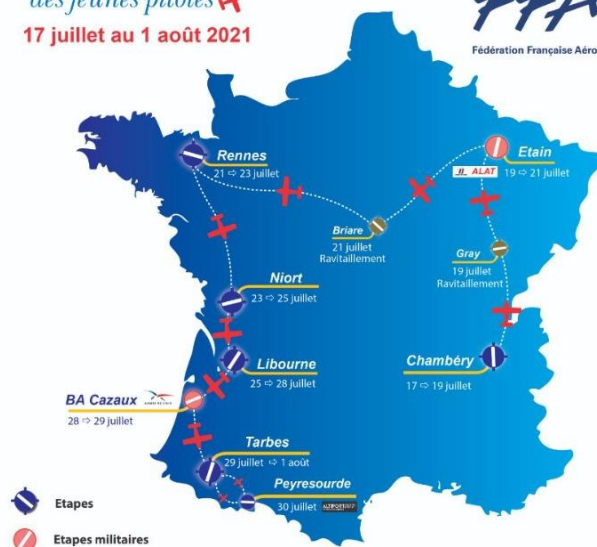 des jeunes pilotes
17 juillet au 1 août 2021
FFA
Fédération Française Aéro
Rennes
21 ⇨ 23 juillet
Etain
ALAT
19 ⇨ 21 juillet
Briare
21 juillet
Ravitaillement
Gray
19 juillet
Ravitaillement
Niort
23 ⇨ 25 juillet
Libourne
25 ⇨ 28 juillet
Chambéry
17 ⇨ 19 juillet
BA Cazaux
28 ⇨ 29 juillet
Tarbes
29 juillet ⇨ 1 août
Peyresourde
30 juillet
Etapes
Etapes militaires